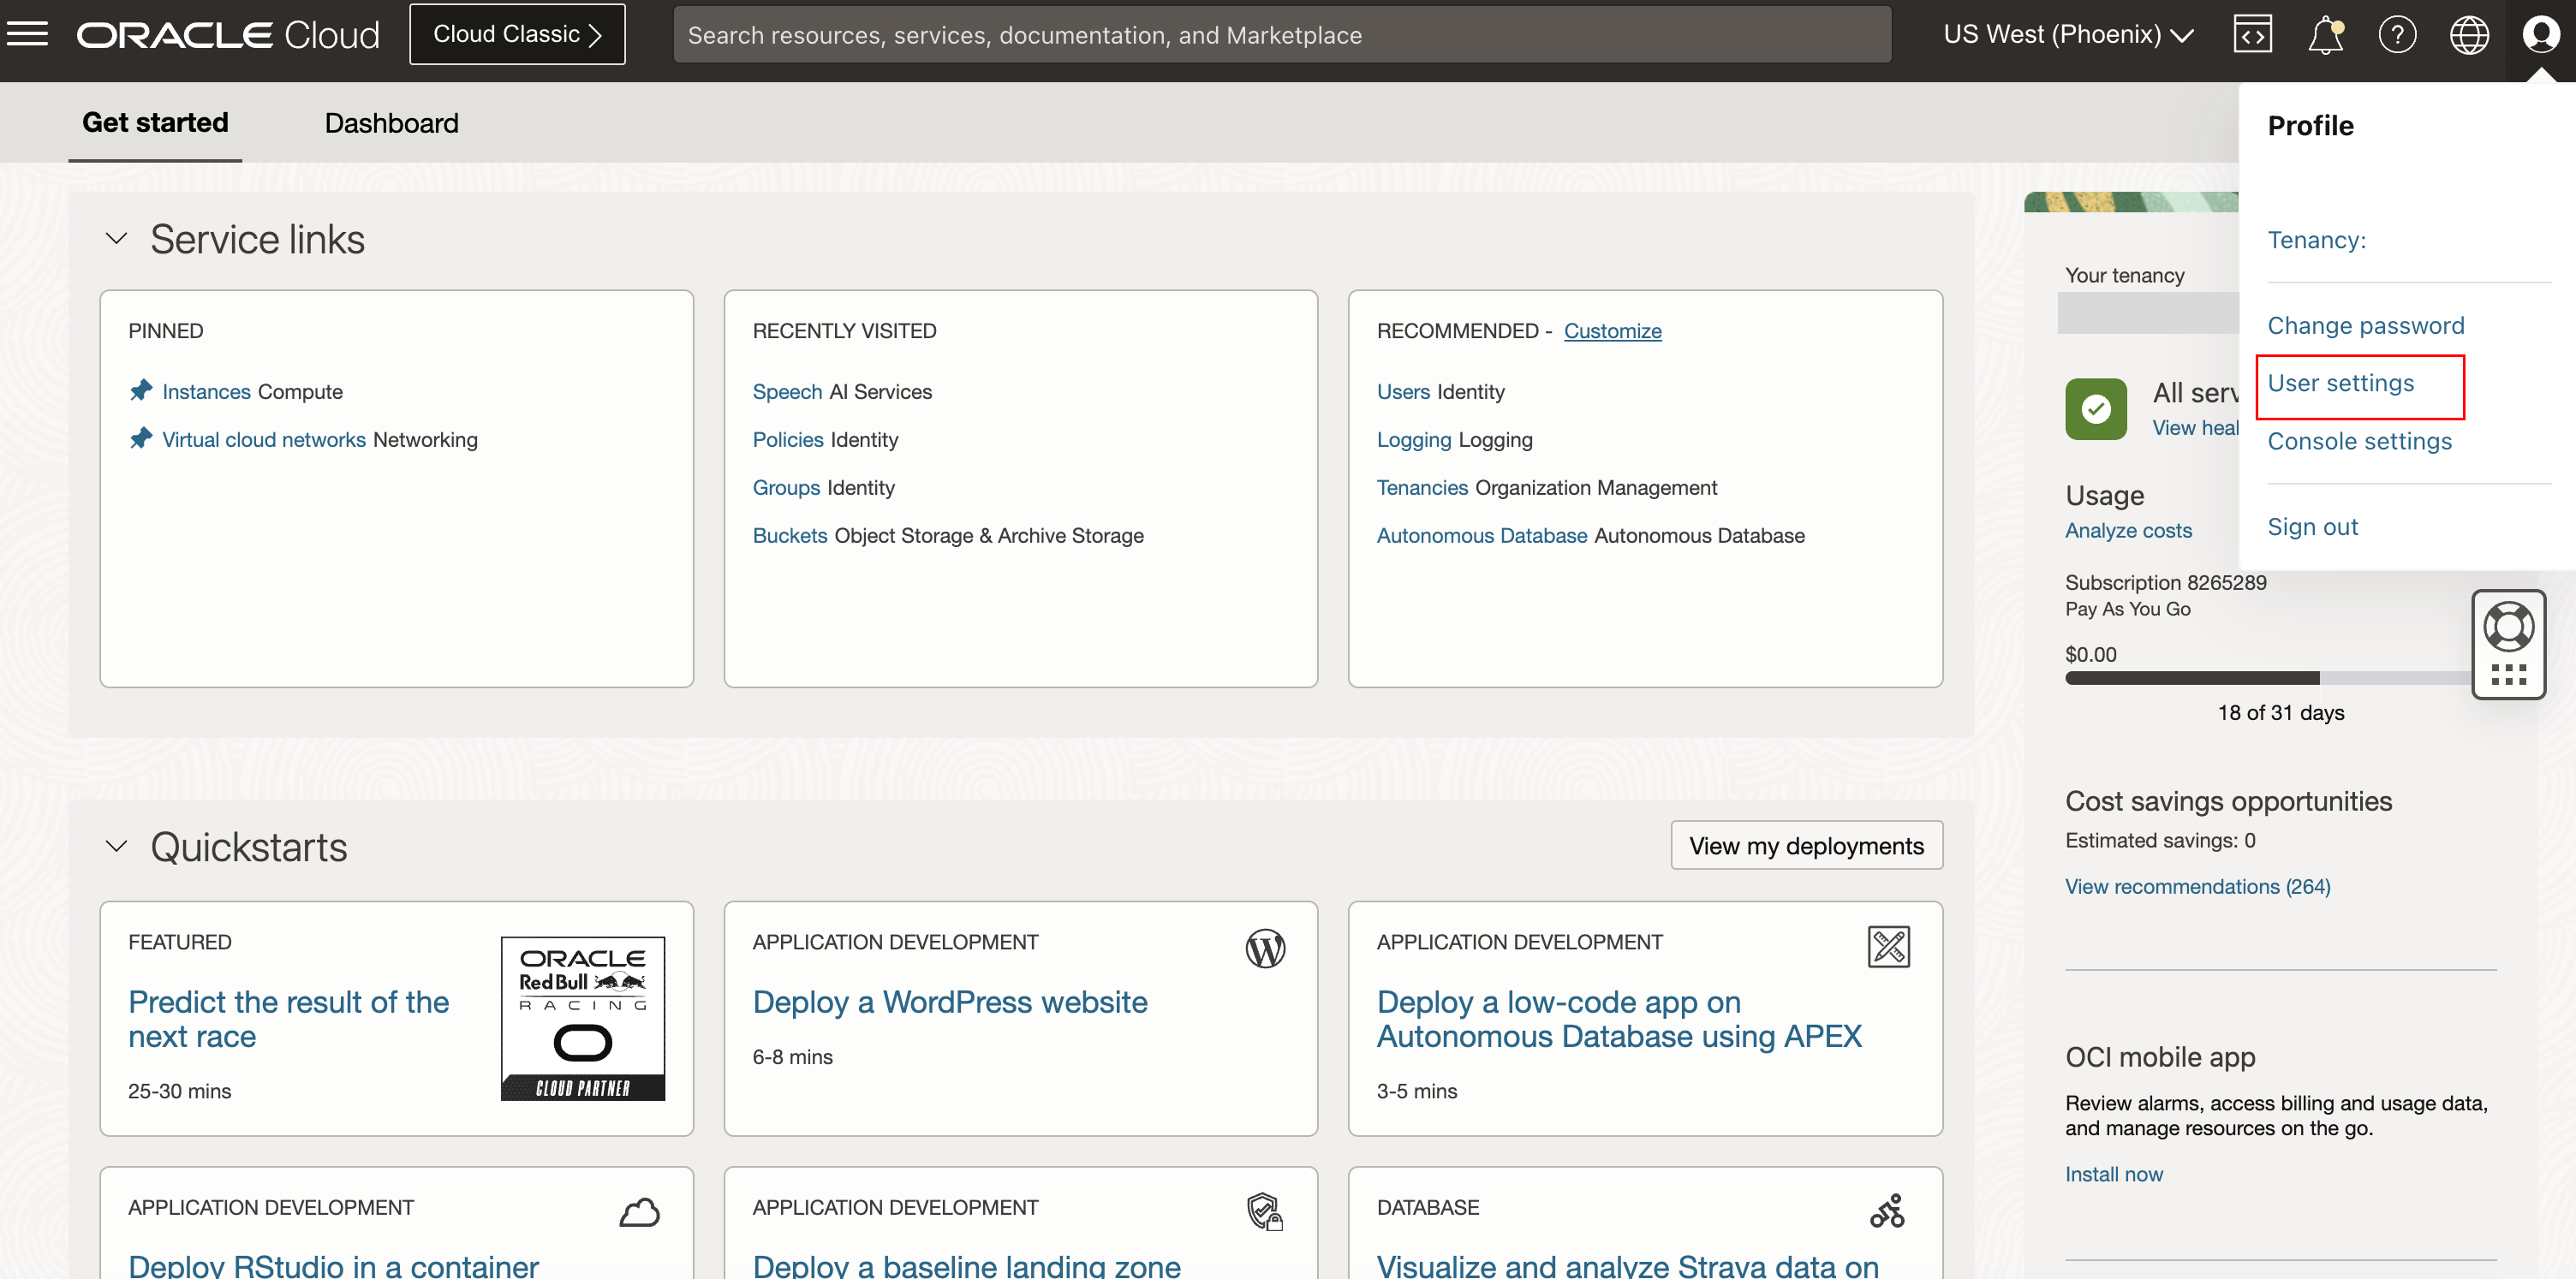 ORACLE Cloud
Cloud Classic
Search resources, services, documentation, and Marketplace
US West (Phoenix)
Get started
Dashboard
Profile
Tenancy:
Change password
User settings
Console settings
Sign out
Service links
PINNED
Instances Compute
Virtual cloud networks Networking
RECENTLY VISITED
Speech AI Services
Policies Identity
Groups Identity
Buckets Object Storage & Archive Storage
RECOMMENDED - Customize
Users Identity
Logging Logging
Tenancies Organization Management
Autonomous Database Autonomous Database
Your tenancy
All serv
View heal
Usage
Analyze costs
Subscription 8265289
Pay As You Go
$0.00
18 of 31 days
Cost savings opportunities
Estimated savings: 0
View recommendations (264)
OCI mobile app
Review alarms, access billing and usage data,
and manage resources on the go.
Install now
Quickstarts
View my deployments
FEATURED
Predict the result of the
next race
25-30 mins
ORACLE
Red Bull
RACING
CLOUD PARTNER
APPLICATION DEVELOPMENT
Deploy a WordPress website
6-8 mins
APPLICATION DEVELOPMENT
Deploy a low-code app on
Autonomous Database using APEX
3-5 mins
APPLICATION DEVELOPMENT
Deploy RStudio in a container
APPLICATION DEVELOPMENT
Deploy a baseline landing zone
DATABASE
Visualize and analyze Strava data on